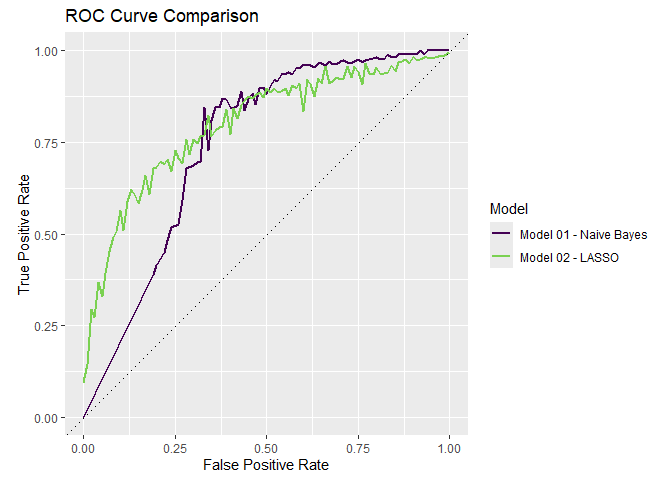 ROC Curve Comparison
True Positive Rate
1.00
0.75
0.50
0.25
0.00
0.00 0.25 0.50 0.75 1.00
False Positive Rate
Model
Model 01 - Naive Bayes
Model 02 - LASSO